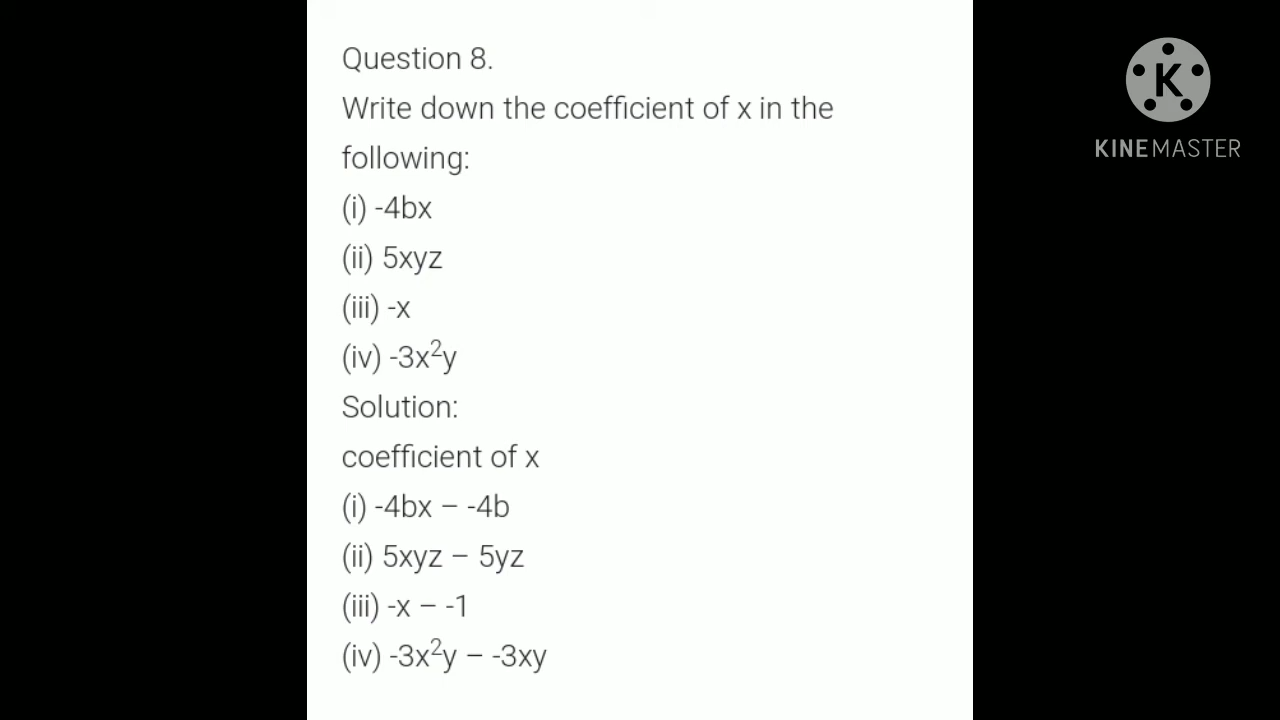 Question 8.
Write down the coefficient of x in the
following:
(i) -4bx
(ii) 5xyz
(iii) -x
(iv) -3x²y
Solution:
coefficient of x
(i) -4bx – -4b
(ii) 5xyz – 5yz
(iii) -x – -1
(iv) -3x²y – -3xy
K
KINEMASTER